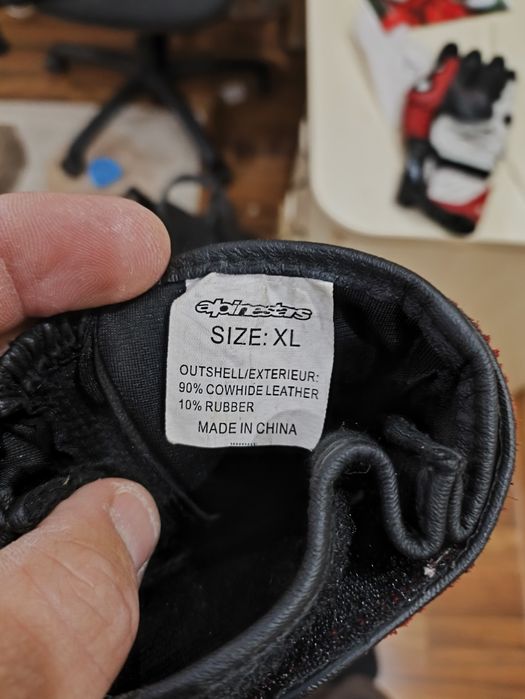 alpinestars
SIZE: XL
OUTSHELL/EXTERIEUR:
90% COWHIDE LEATHER
10% RUBBER
MADE IN CHINA